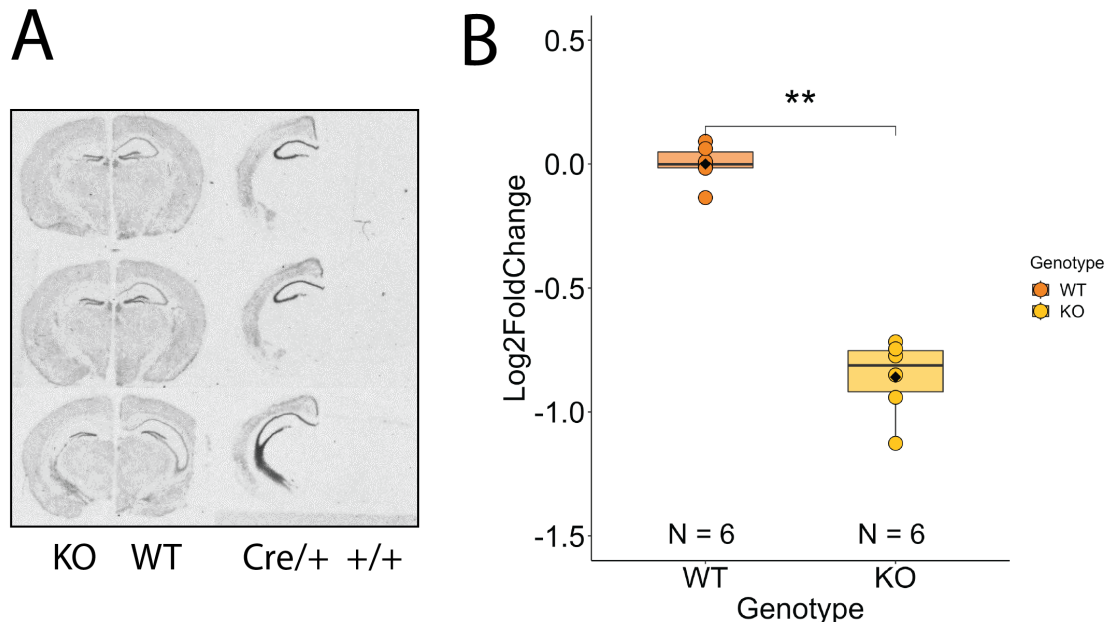 A
KO WT Cre/+ +/+
B
Log2FoldChange
0.5
0.0
-0.5
-1.0
-1.5
**
N = 6 N = 6
WT KO
Genotype
Genotype
WT
KO